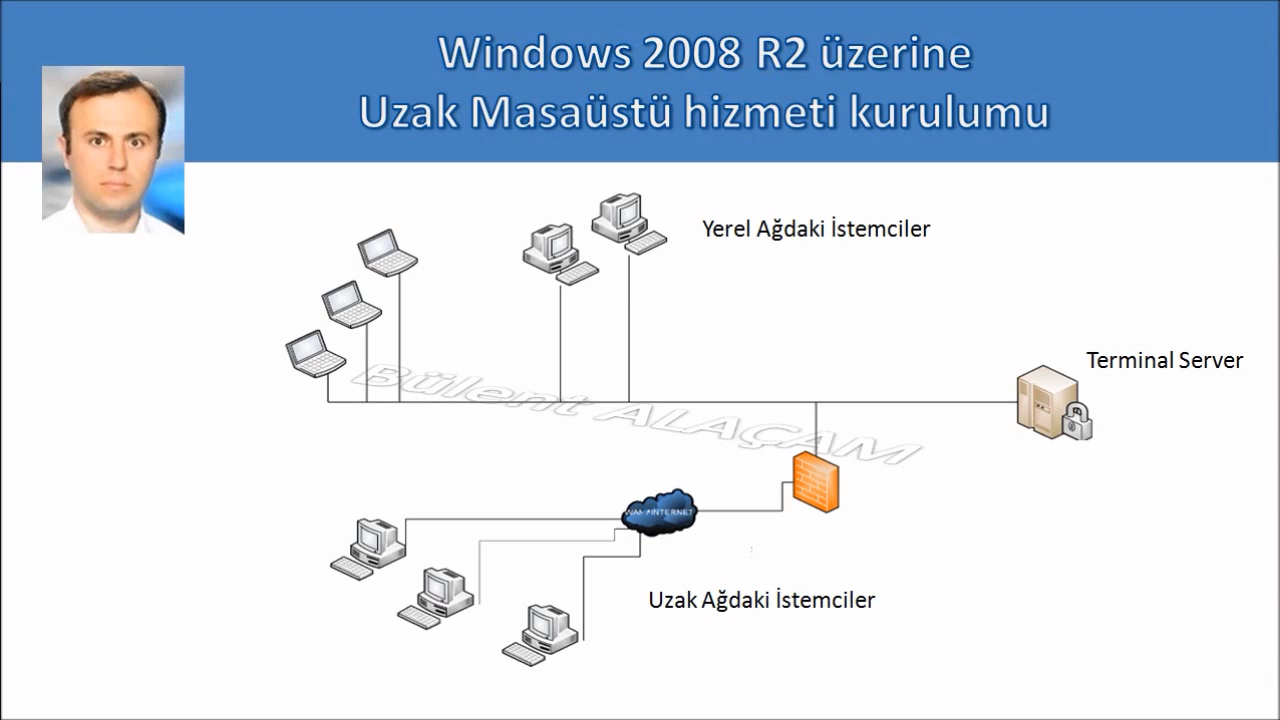 Windows 2008 R2 üzerine
Uzak Masaüstü hizmeti kurulumu
Yerel Ağdaki İstemciler
Terminal Server
Bülent ALAÇAM
Uzak Ağdaki İstemciler